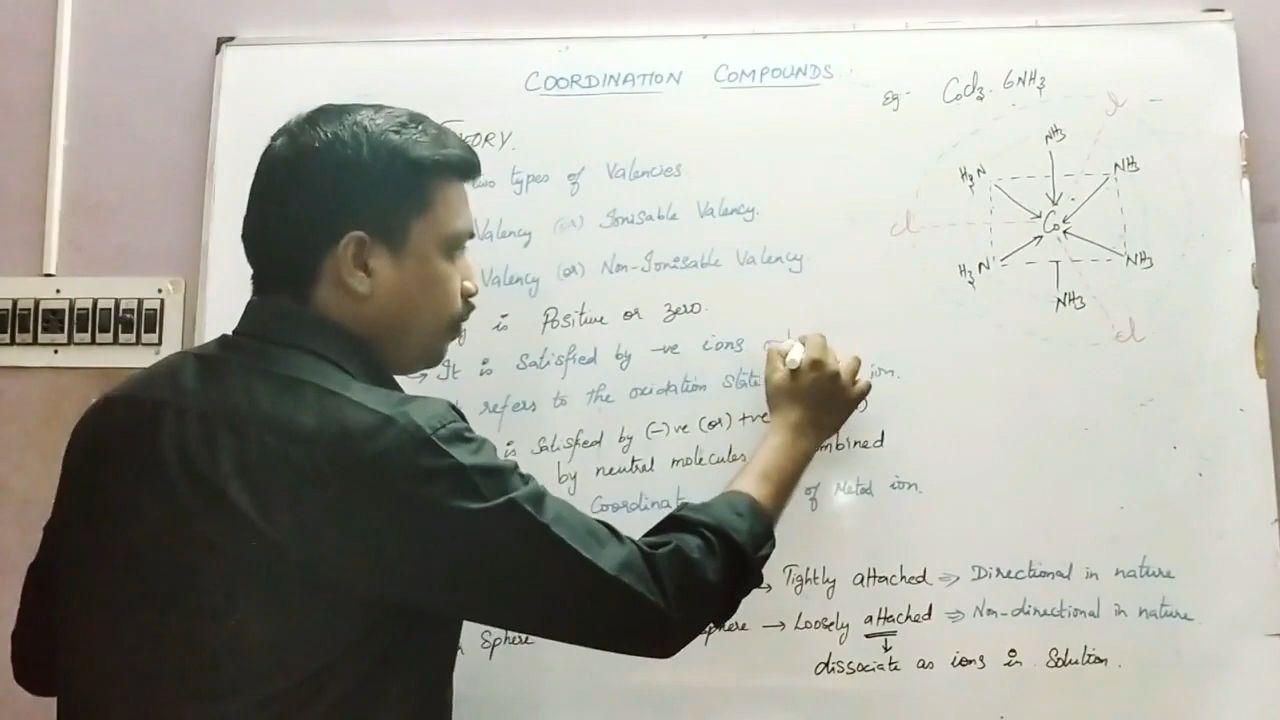 COORDINATION COMPOUNDS
Eg:- CoCl3. 6NH3
two types of Valencies
Valency (or) Ionisable Valency.
Valency (or) Non-Ionisable Valency
is Positive or zero.
→ It is satisfied by -ve ions
refers to the oxidation state ion.
is satisfied by (-)ve (or) +ve
by neutral molecules
of Metal ion.
→ Tightly attached ⇒ Directional in nature
Sphere → Loosely attached ⇒ Non-directional in nature
↓
dissociate as ions in Solution.
Cl
NH3
H3N NH3
Cl Co
H3N NH3
NH3
Cl